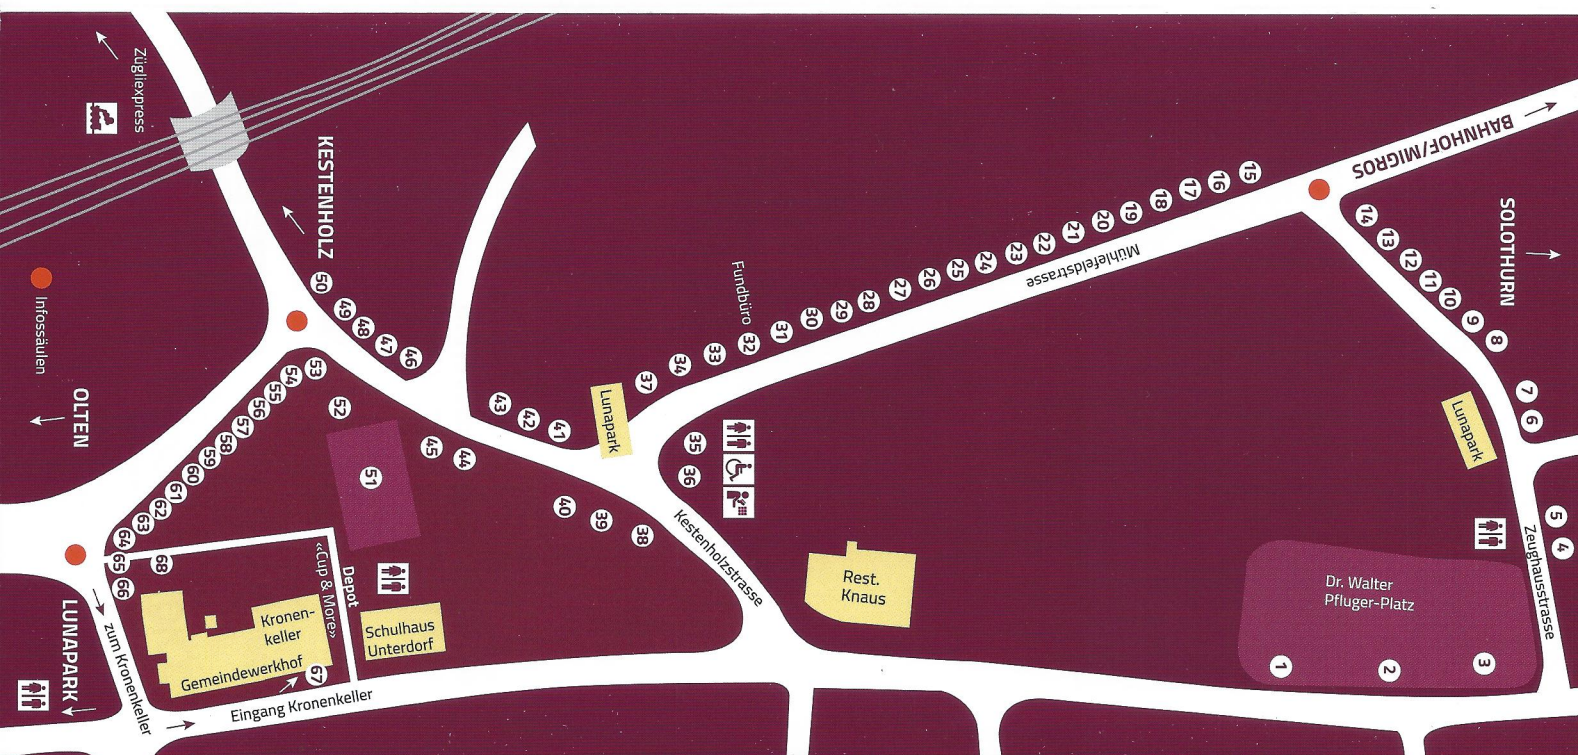 Zügliexpress
KESTENHOLZ
Infossäulen
OLTEN
BAHNHOF/MIGROS
SOLOTHURN
Mühlefeldstrasse
Fundbüro
Lunapark
Lunapark
Kestenholzstrasse
Zeughausstrasse
Rest.
Knaus
Dr. Walter
Pfluger-Platz
«Cup & More»
Depot
Schulhaus
Unterdorf
Kronen-
keller
Gemeindewerkhof
Eingang Kronenkeller
zum Kronenkeller
LUNAPARK
1
2
3
4
5
6
7
8
9
10
11
12
13
14
15
16
17
18
19
20
21
22
23
24
25
26
27
28
29
30
31
32
33
34
35
36
37
38
39
40
41
42
43
44
45
46
47
48
49
50
51
52
53
54
55
56
57
58
59
60
61
62
63
64
65
66
67
68